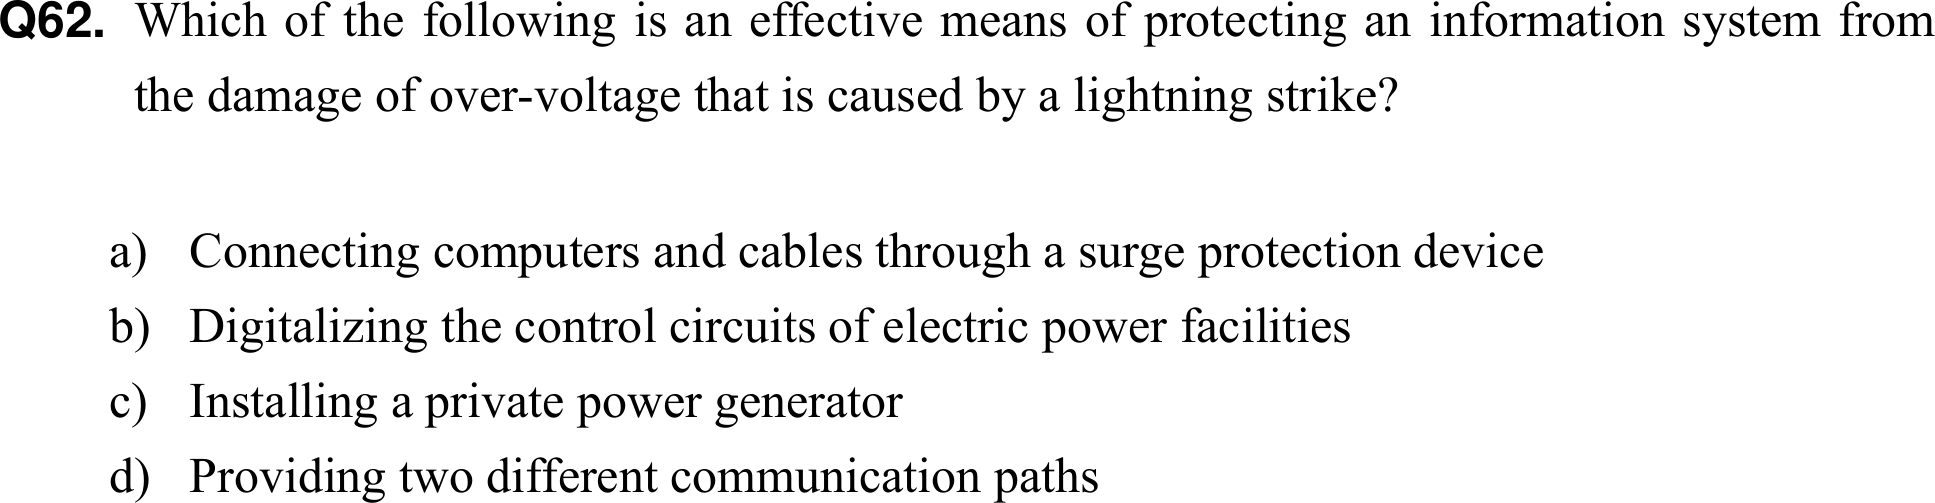 Q62. Which of the following is an effective means of protecting an information system from
the damage of over-voltage that is caused by a lightning strike?
a) Connecting computers and cables through a surge protection device
b) Digitalizing the control circuits of electric power facilities
c) Installing a private power generator
d) Providing two different communication paths